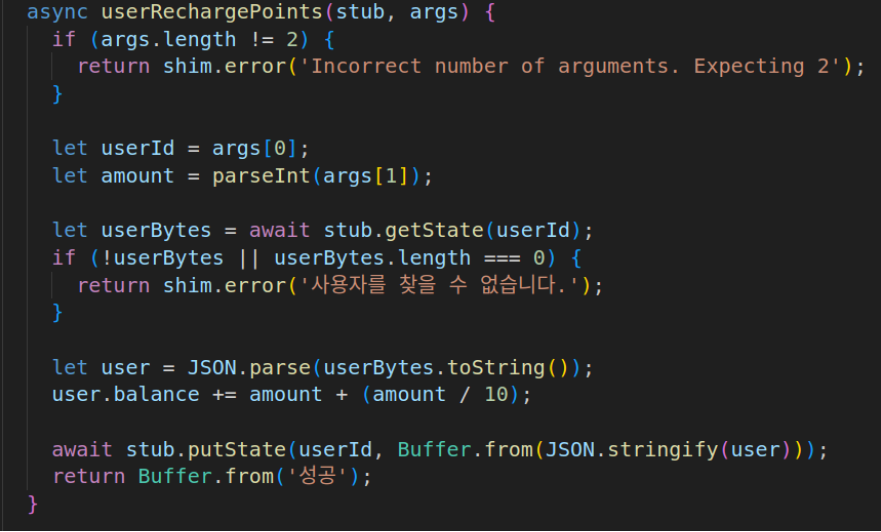 async userRechargePoints(stub, args) {
if (args.length != 2) {
return shim.error('Incorrect number of arguments. Expecting 2');
}
let userId = args[0];
let amount = parseInt(args[1]);
let userBytes = await stub.getState(userId);
if (!userBytes || userBytes.length === 0) {
return shim.error('사용자를 찾을 수 없습니다.');
}
let user = JSON.parse(userBytes.toString());
user.balance += amount + (amount / 10);
await stub.putState(userId, Buffer.from(JSON.stringify(user)));
return Buffer.from('성공');
}